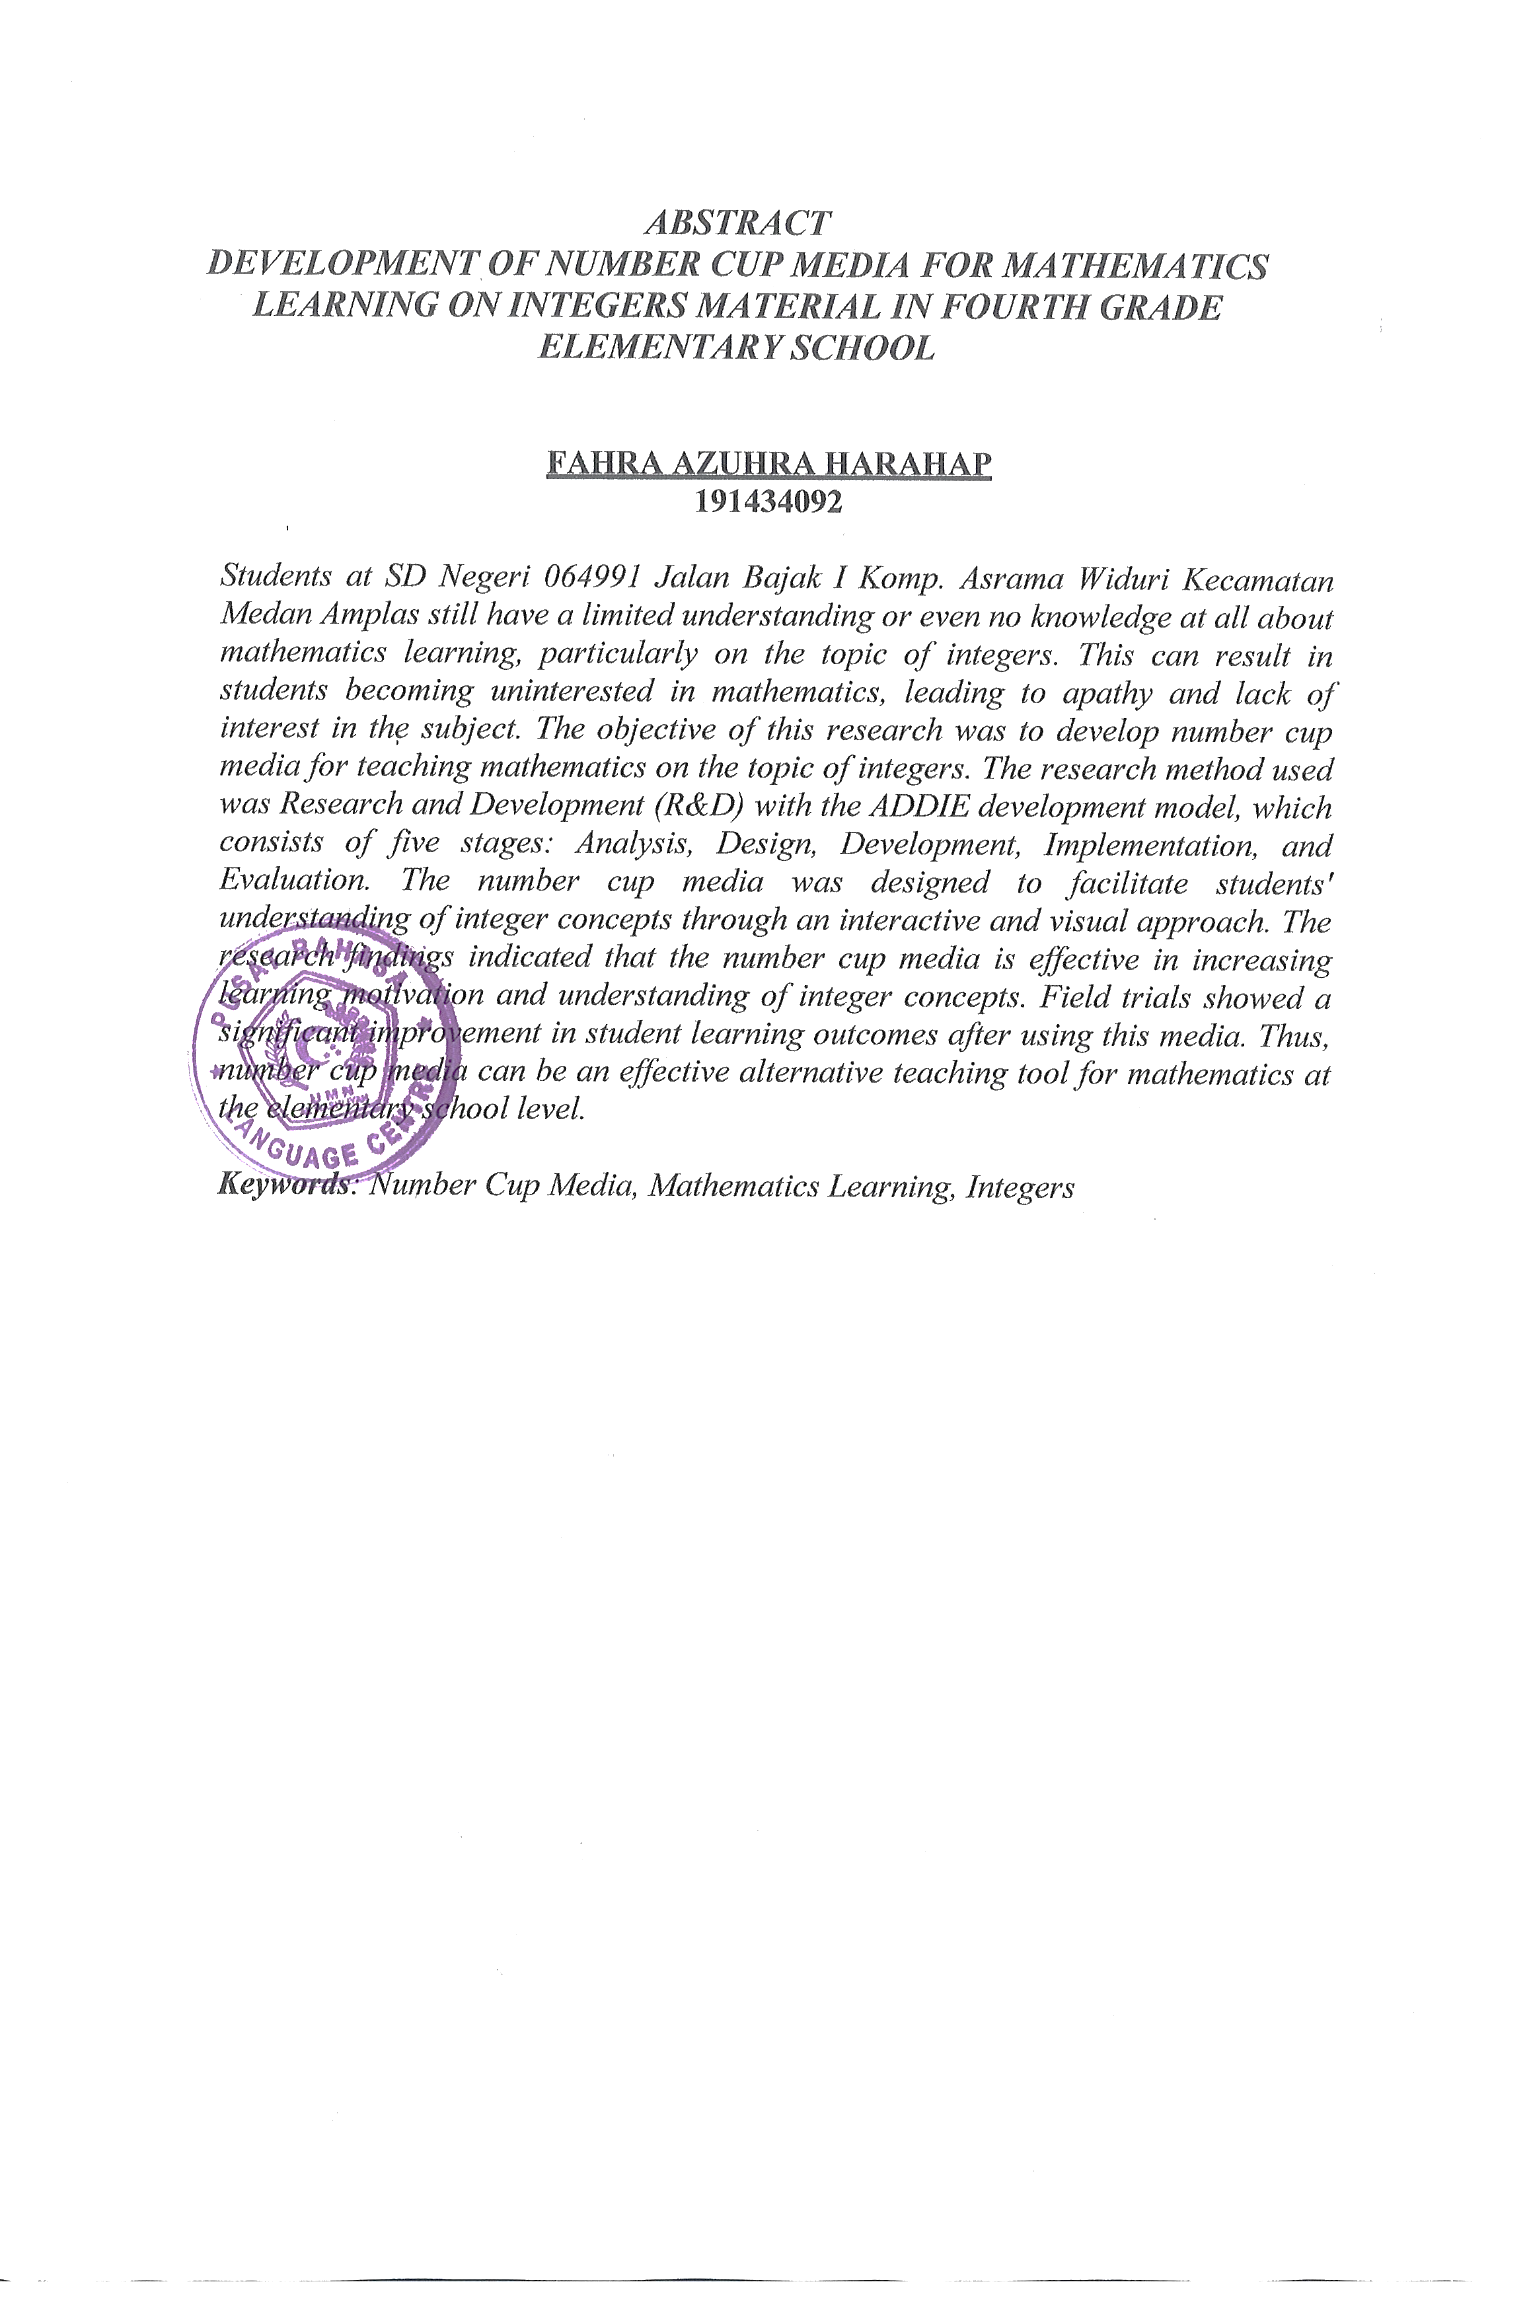 ABSTRACT
DEVELOPMENT OF NUMBER CUP MEDIA FOR MATHEMATICS
LEARNING ON INTEGERS MATERIAL IN FOURTH GRADE
ELEMENTARY SCHOOL
FAHRA AZUHRA HARAHAP
191434092
Students at SD Negeri 064991 Jalan Bajak I Komp. Asrama Widuri Kecamatan
Medan Amplas still have a limited understanding or even no knowledge at all about
mathematics learning, particularly on the topic of integers. This can result in
students becoming uninterested in mathematics, leading to apathy and lack of
interest in the subject. The objective of this research was to develop number cup
media for teaching mathematics on the topic of integers. The research method used
was Research and Development (R&D) with the ADDIE development model, which
consists of five stages: Analysis, Design, Development, Implementation, and
Evaluation. The number cup media was designed to facilitate students'
understanding of integer concepts through an interactive and visual approach. The
research findings indicated that the number cup media is effective in increasing
learning motivation and understanding of integer concepts. Field trials showed a
significant improvement in student learning outcomes after using this media. Thus,
number cup media can be an effective alternative teaching tool for mathematics at
the elementary school level.
Keywords: Number Cup Media, Mathematics Learning, Integers
PUSAT BAHASA
UMN
LANGUAGE CENTRE